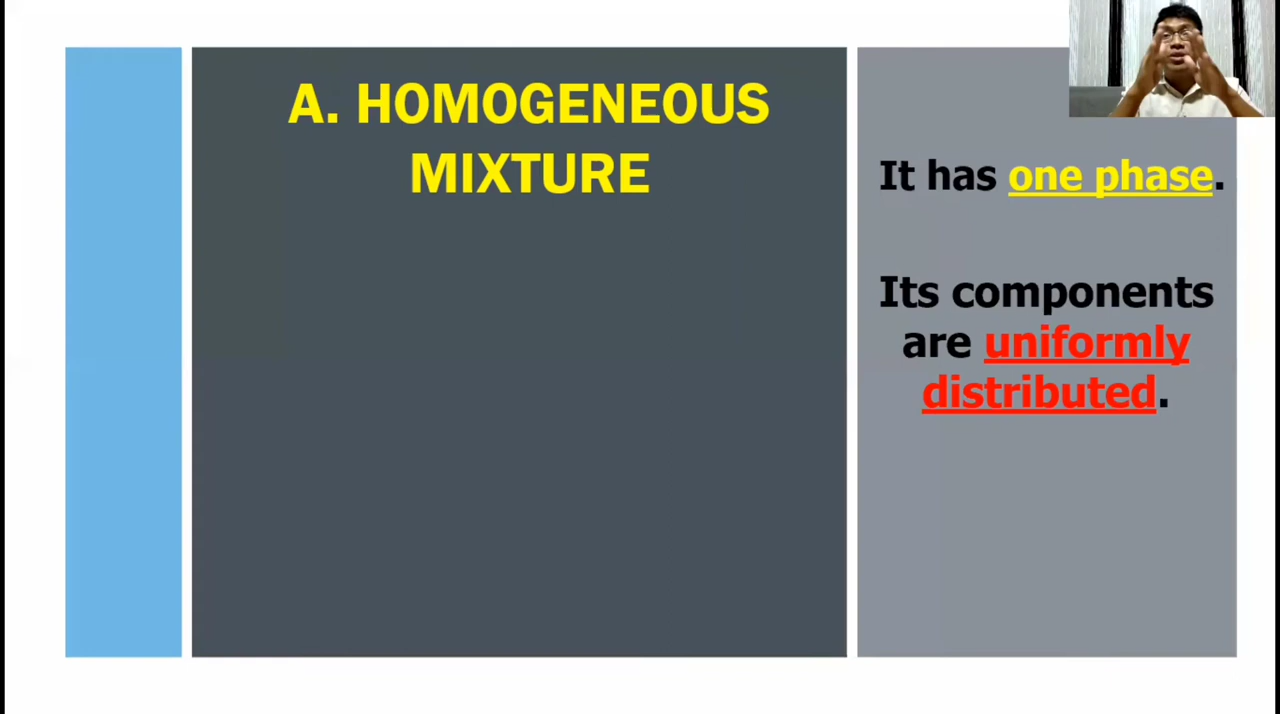 A. HOMOGENEOUS
MIXTURE
It has one phase.
Its components
are uniformly
distributed.